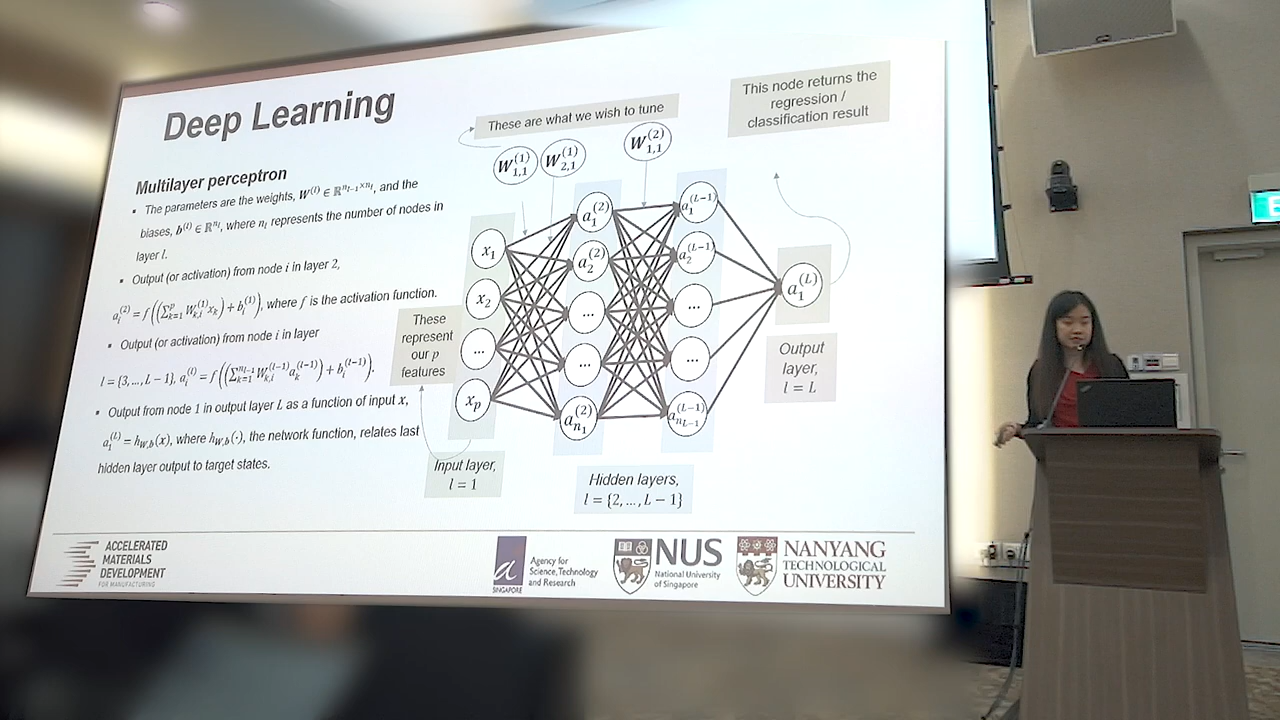 Deep Learning
Multilayer perceptron
▪ The parameters are the weights, W^(l) ∈ ℝ^{n_{l−1}×n_l}, and the
biases, b^(l) ∈ ℝ^{n_l}, where n_l represents the number of nodes in
layer l.
▪ Output (or activation) from node i in layer 2,
a_i^(2) = f((∑_{k=1}^{p} W_{k,i}^(1) x_k) + b_i^(1)), where f is the activation function.
▪ Output (or activation) from node i in layer
l = {3, ..., L − 1}, a_i^(l) = f((∑_{k=1}^{n_{l−1}} W_{k,i}^(l−1) a_k^(l−1)) + b_i^(l−1)).
▪ Output from node 1 in output layer L as a function of input x,
a_1^(L) = h_{W,b}(x), where h_{W,b}(·), the network function, relates last
hidden layer output to target states.
These are what we wish to tune
W_{1,1}^(1)
W_{2,1}^(1)
W_{1,1}^(2)
This node returns the
regression /
classification result
x_1
x_2
...
x_p
a_1^(2)
a_2^(2)
...
...
a_{n_1}^(2)
a_1^(L−1)
a_2^(L−1)
...
...
a_{n_{L−1}}^(L−1)
a_1^(L)
These
represent
our p
features
Input layer,
l = 1
Hidden layers,
l = {2, ..., L − 1}
Output
layer,
l = L
ACCELERATED
MATERIALS
DEVELOPMENT
FOR MANUFACTURING
a
SINGAPORE
Agency for
Science, Technology
and Research
NUS
National University
of Singapore
NANYANG
TECHNOLOGICAL
UNIVERSITY